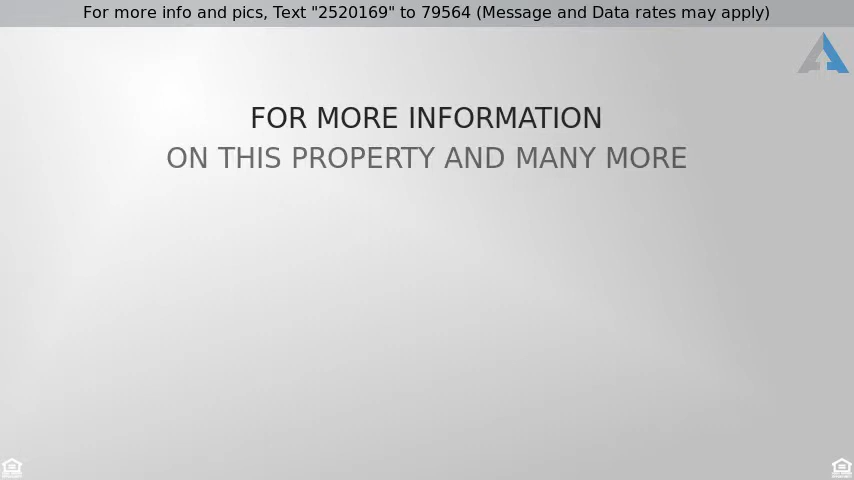 For more info and pics, Text "2520169" to 79564 (Message and Data rates may apply)
FOR MORE INFORMATION
ON THIS PROPERTY AND MANY MORE